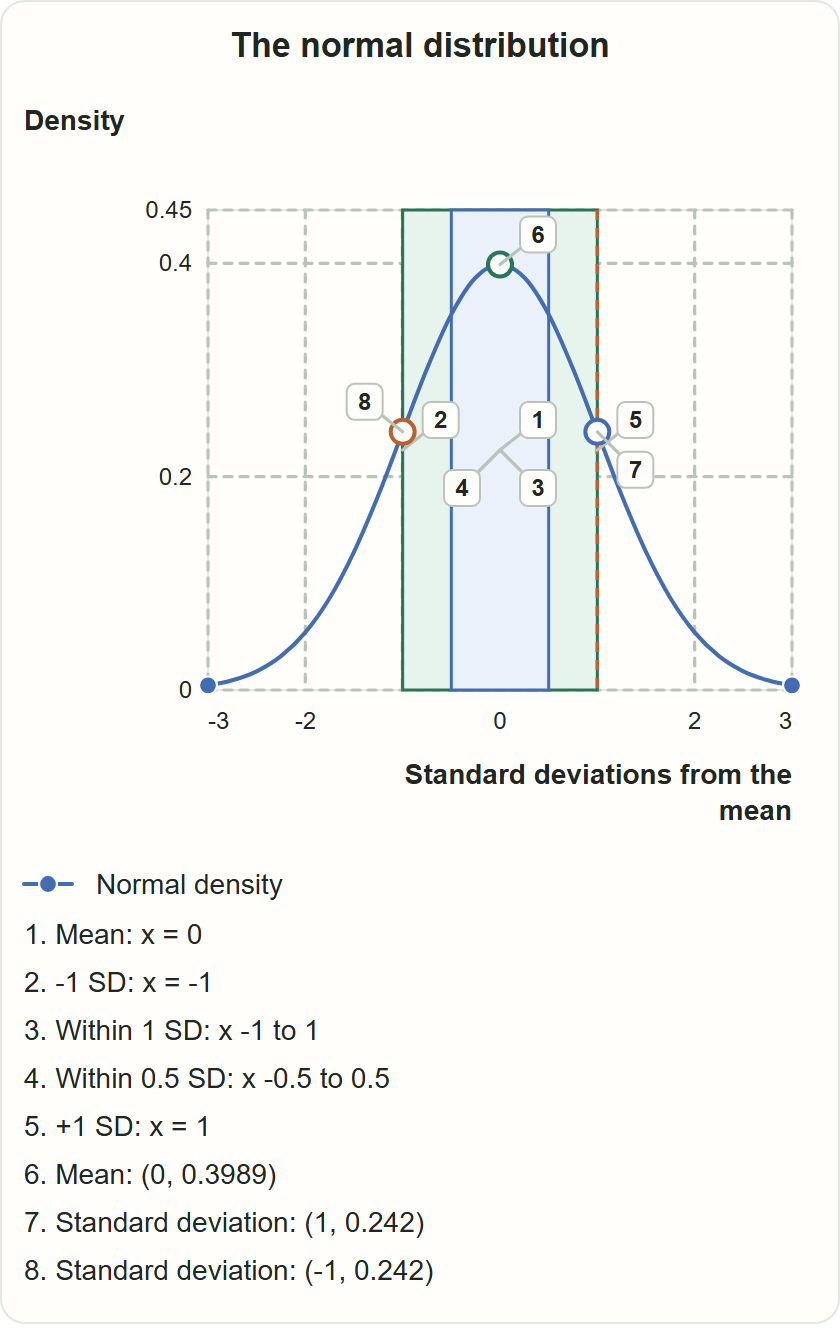 The normal distribution
Density
0.45
0.4
0.2
0
6
8
2
1
5
4
3
7
-3 -2 0 2 3
Standard deviations from the
mean
Normal density
1. Mean: x = 0
2. -1 SD: x = -1
3. Within 1 SD: x -1 to 1
4. Within 0.5 SD: x -0.5 to 0.5
5. +1 SD: x = 1
6. Mean: (0, 0.3989)
7. Standard deviation: (1, 0.242)
8. Standard deviation: (-1, 0.242)